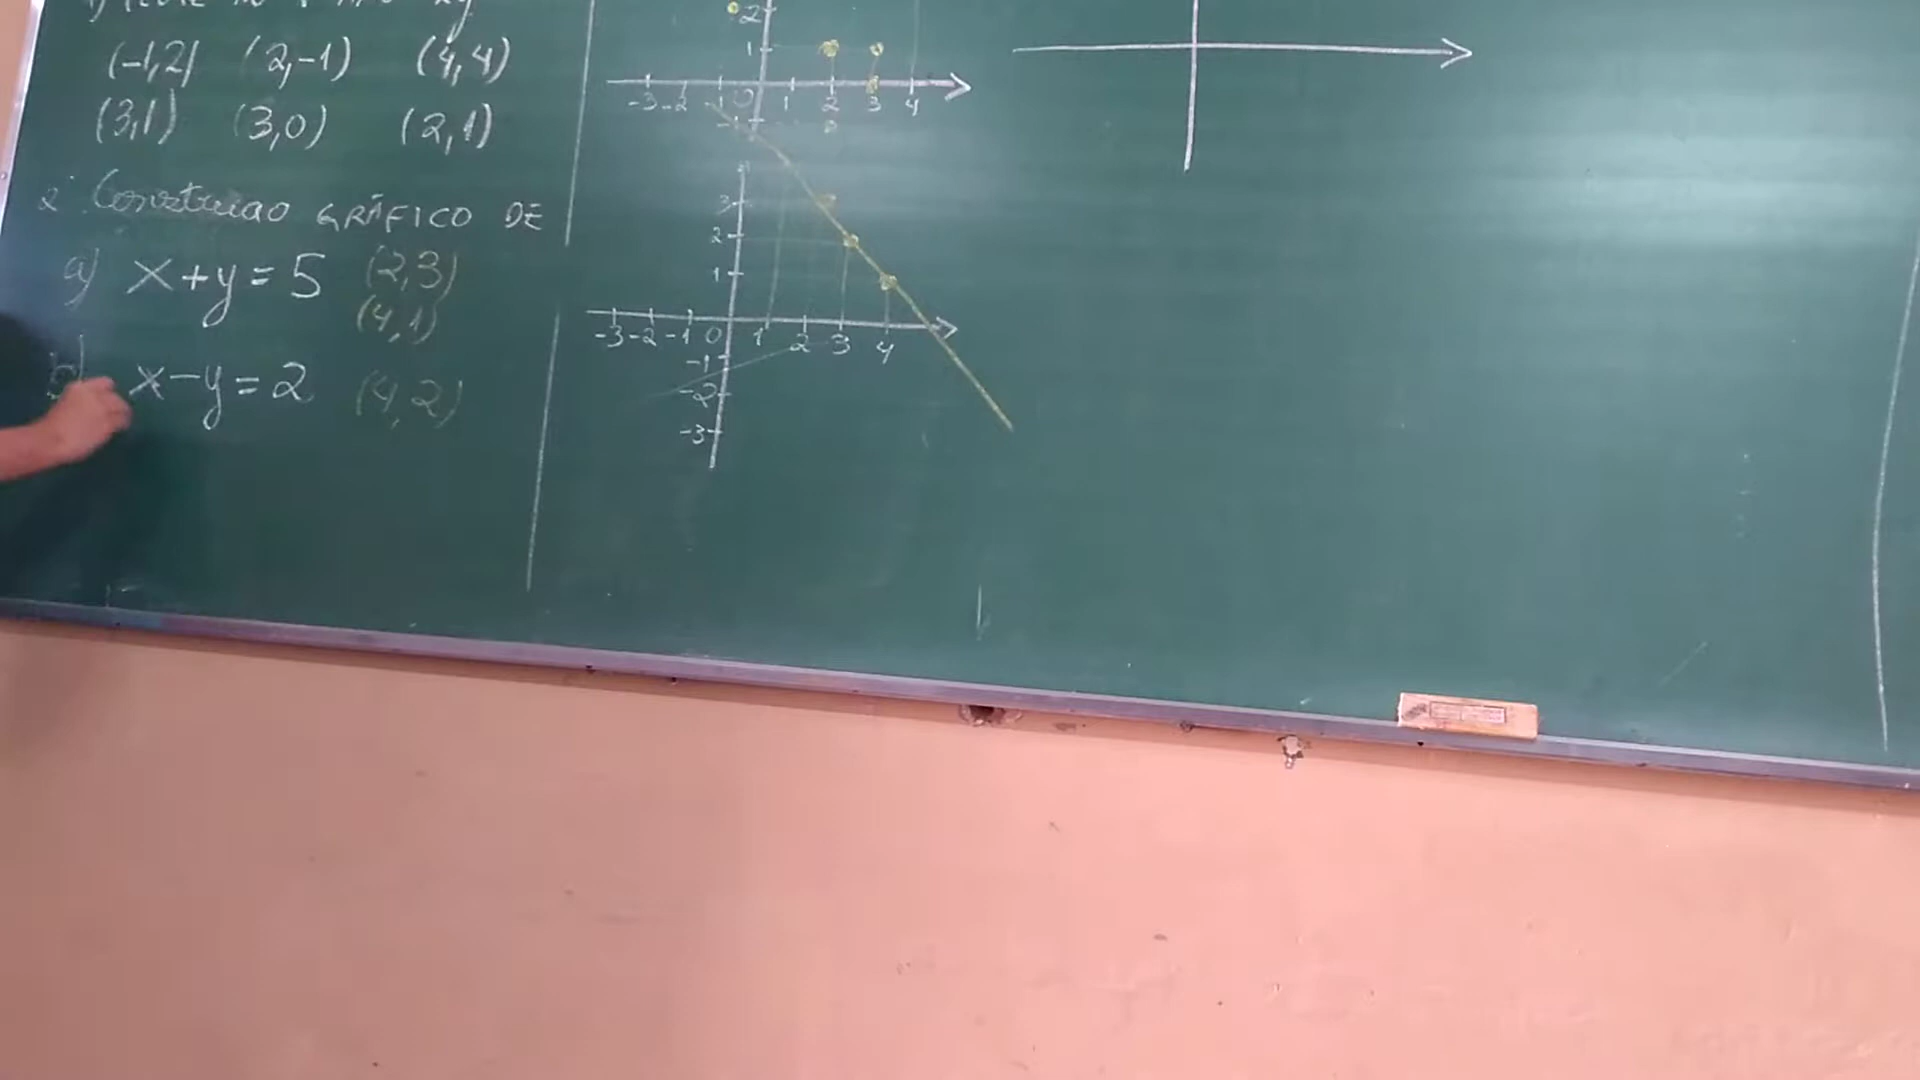 (-1,2) (2,-1) (4,4)
(3,1) (3,0) (2,1)
2 GRÁFICO DE
a) x+y=5 (2,3)
(4,1)
x-y=2 (4,2)
2
1
-3 -2 -1 0 1 2 3 4
-1
3
2
1
-3 -2 -1 0 1 2 3 4
-1
-2
-3